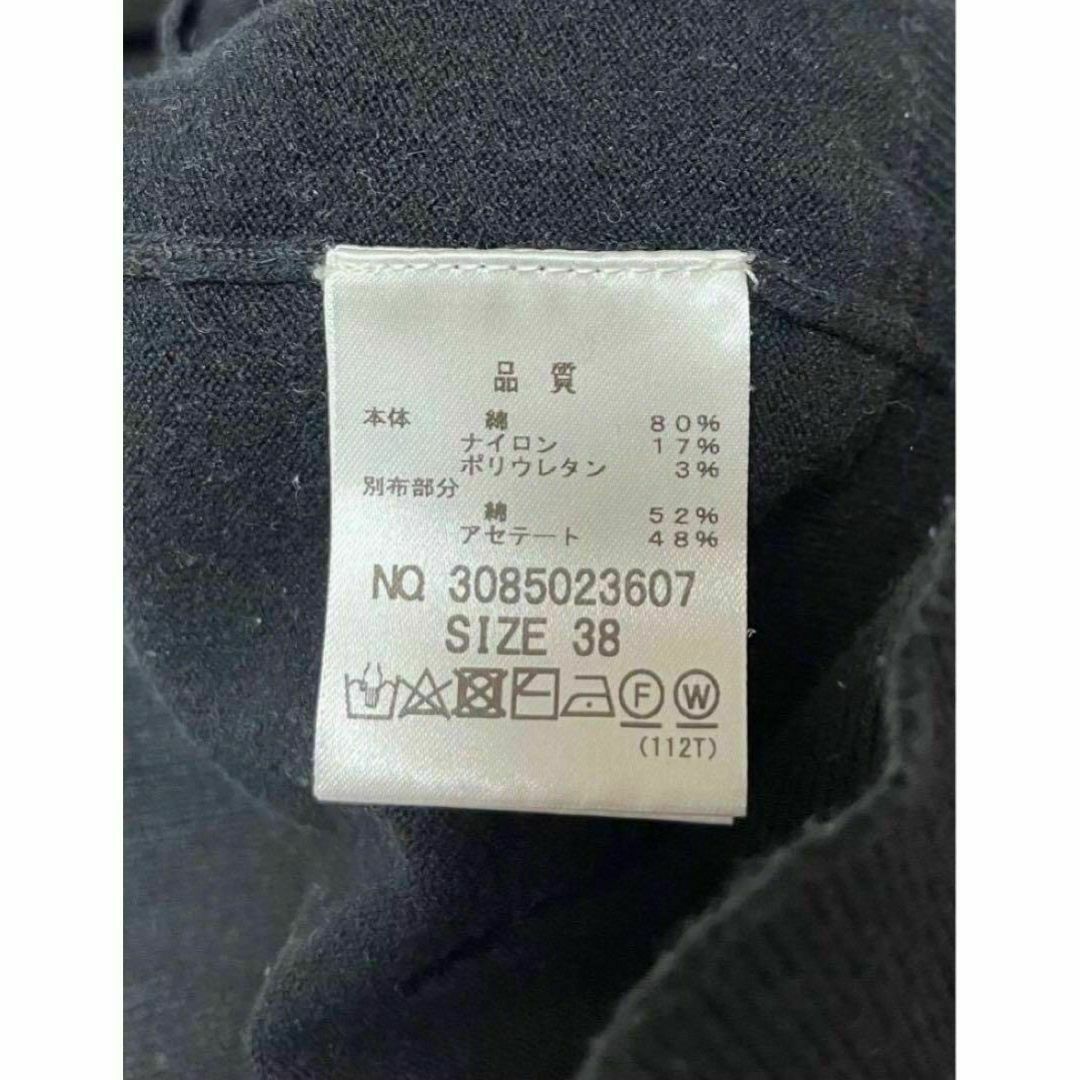 品質
本体 綿 80%
ナイロン 17%
ポリウレタン 3%
別布部分
綿 52%
アセテート 48%
NO 3085023607
SIZE 38
F W
(112T)